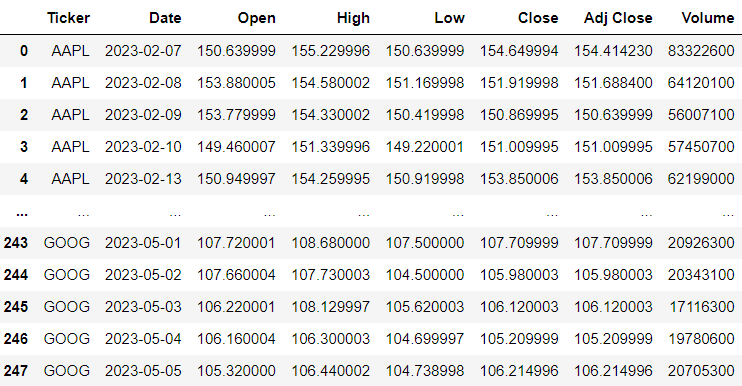 Ticker Date Open High Low Close Adj Close Volume
0 AAPL 2023-02-07 150.639999 155.229996 150.639999 154.649994 154.414230 83322600
1 AAPL 2023-02-08 153.880005 154.580002 151.169998 151.919998 151.688400 64120100
2 AAPL 2023-02-09 153.779999 154.330002 150.419998 150.869995 150.639999 56007100
3 AAPL 2023-02-10 149.460007 151.339996 149.220001 151.009995 151.009995 57450700
4 AAPL 2023-02-13 150.949997 154.259995 150.919998 153.850006 153.850006 62199000
... ... ... ... ... ... ... ... ...
243 GOOG 2023-05-01 107.720001 108.680000 107.500000 107.709999 107.709999 20926300
244 GOOG 2023-05-02 107.660004 107.730003 104.500000 105.980003 105.980003 20343100
245 GOOG 2023-05-03 106.220001 108.129997 105.620003 106.120003 106.120003 17116300
246 GOOG 2023-05-04 106.160004 106.300003 104.699997 105.209999 105.209999 19780600
247 GOOG 2023-05-05 105.320000 106.440002 104.738998 106.214996 106.214996 20705300